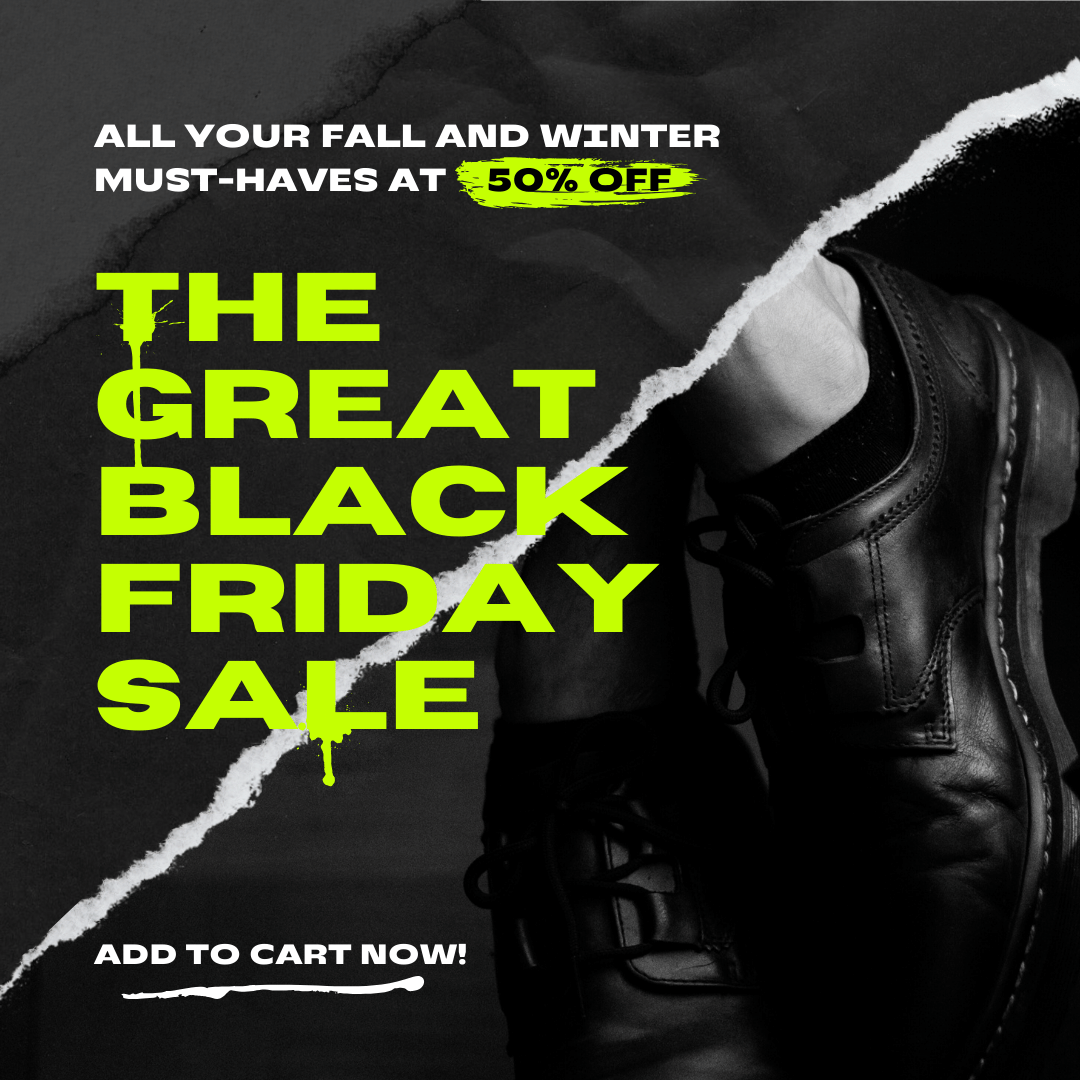 ALL YOUR FALL AND WINTER
MUST-HAVES AT 50% OFF
THE
GREAT
BLACK
FRIDAY
SALE
ADD TO CART NOW!